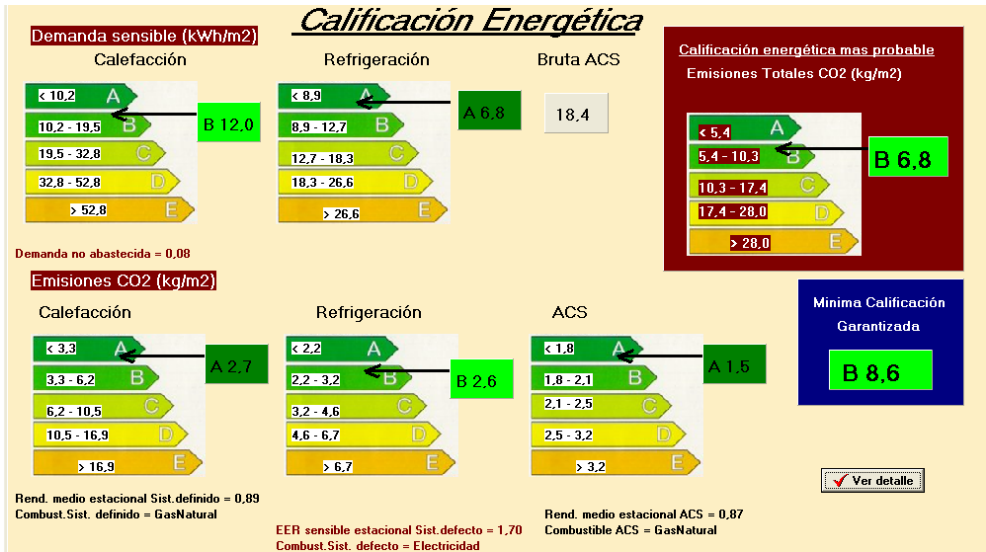 Calificación Energética
Demanda sensible (kWh/m2)
Calefacción
< 10,2 A
10,2 - 19,5 B
19,5 - 32,8 C
32,8 - 52,8 D
> 52,8 E
B 12,0
Refrigeración
< 8,9 A
8,9 - 12,7 B
12,7 - 18,3 C
18,3 - 26,6 D
> 26,6 E
A 6,8
Bruta ACS
18,4
Calificación energética mas probable
Emisiones Totales CO2 (kg/m2)
< 5,4 A
5,4 - 10,3 B
10,3 - 17,4 C
17,4 - 28,0 D
> 28,0 E
B 6,8
Demanda no abastecida = 0,08
Emisiones CO2 (kg/m2)
Calefacción
< 3,3 A
3,3 - 6,2 B
6,2 - 10,5 C
10,5 - 16,9 D
> 16,9 E
A 2,7
Rend. medio estacional Sist.definido = 0,89
Combust.Sist. definido = GasNatural
Refrigeración
< 2,2 A
2,2 - 3,2 B
3,2 - 4,6 C
4,6 - 6,7 D
> 6,7 E
B 2,6
EER sensible estacional Sist.defecto = 1,70
Combust.Sist. defecto = Electricidad
ACS
< 1,8 A
1,8 - 2,1 B
2,1 - 2,5 C
2,5 - 3,2 D
> 3,2 E
A 1,5
Rend. medio estacional ACS = 0,87
Combustible ACS = GasNatural
Minima Calificación
Garantizada
B 8,6
Ver detalle